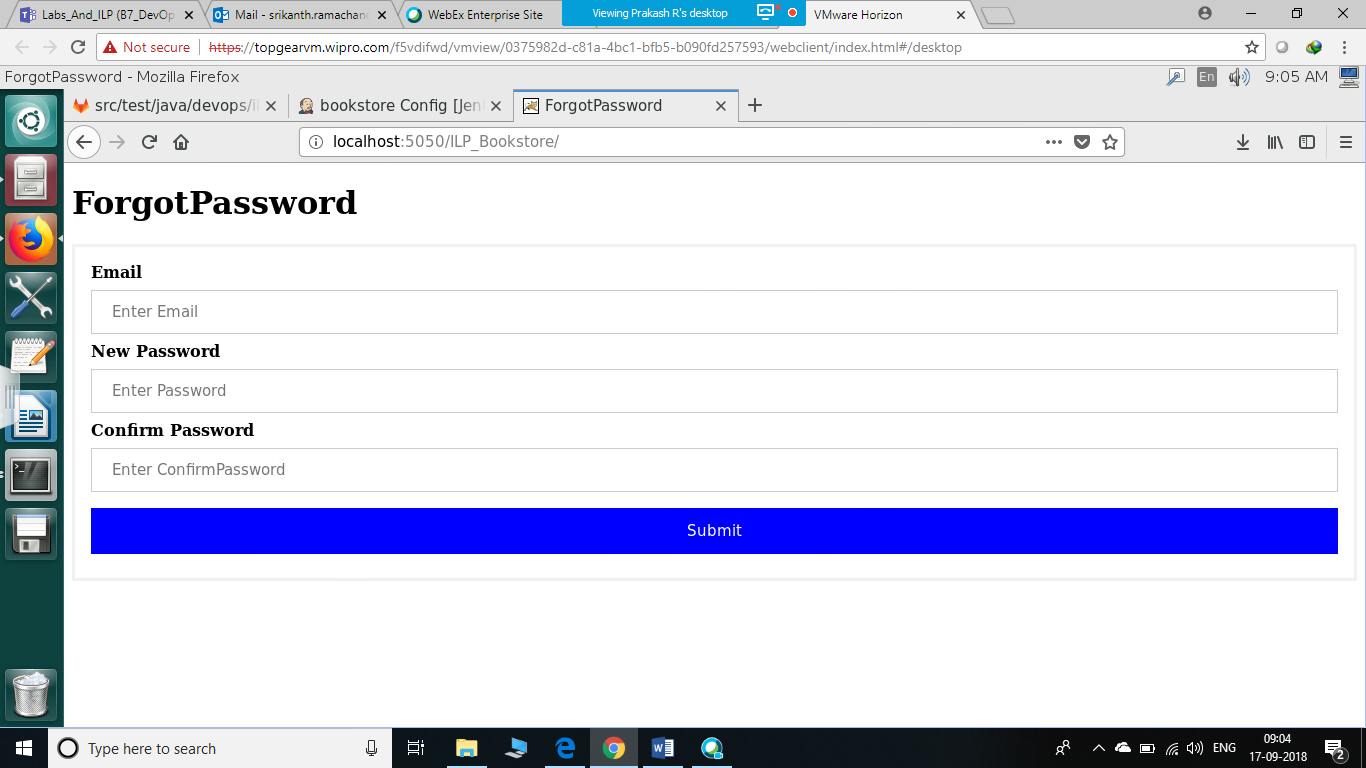 Labs_And_ILP (B7_DevOp
Mail - srikanth.ramachand
WebEx Enterprise Site
Viewing Prakash R's desktop
VMware Horizon
Not secure
https://topgearvm.wipro.com/f5vdifwd/vmview/0375982d-c81a-4bc1-bfb5-b090fd257593/webclient/index.html#/desktop
ForgotPassword - Mozilla Firefox
En
9:05 AM
src/test/java/devops/il
bookstore Config [Jenk
ForgotPassword
localhost:5050/ILP_Bookstore/
ForgotPassword
Email
Enter Email
New Password
Enter Password
Confirm Password
Enter ConfirmPassword
Submit
Type here to search
ENG
09:04
17-09-2018
2